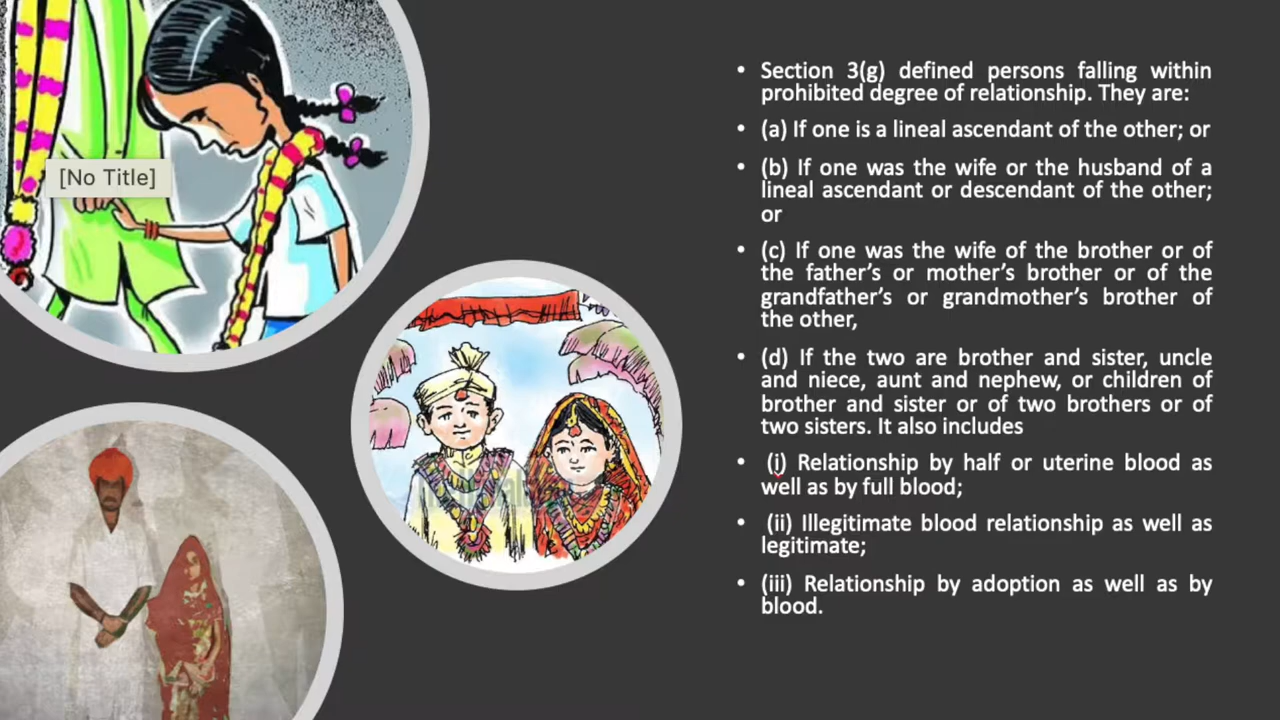 [No Title]
• Section 3(g) defined persons falling within
prohibited degree of relationship. They are:
• (a) If one is a lineal ascendant of the other; or
• (b) If one was the wife or the husband of a
lineal ascendant or descendant of the other;
or
• (c) If one was the wife of the brother or of
the father's or mother's brother or of the
grandfather's or grandmother's brother of
the other,
• (d) If the two are brother and sister, uncle
and niece, aunt and nephew, or children of
brother and sister or of two brothers or of
two sisters. It also includes
• (i) Relationship by half or uterine blood as
well as by full blood;
• (ii) Illegitimate blood relationship as well as
legitimate;
• (iii) Relationship by adoption as well as by
blood.